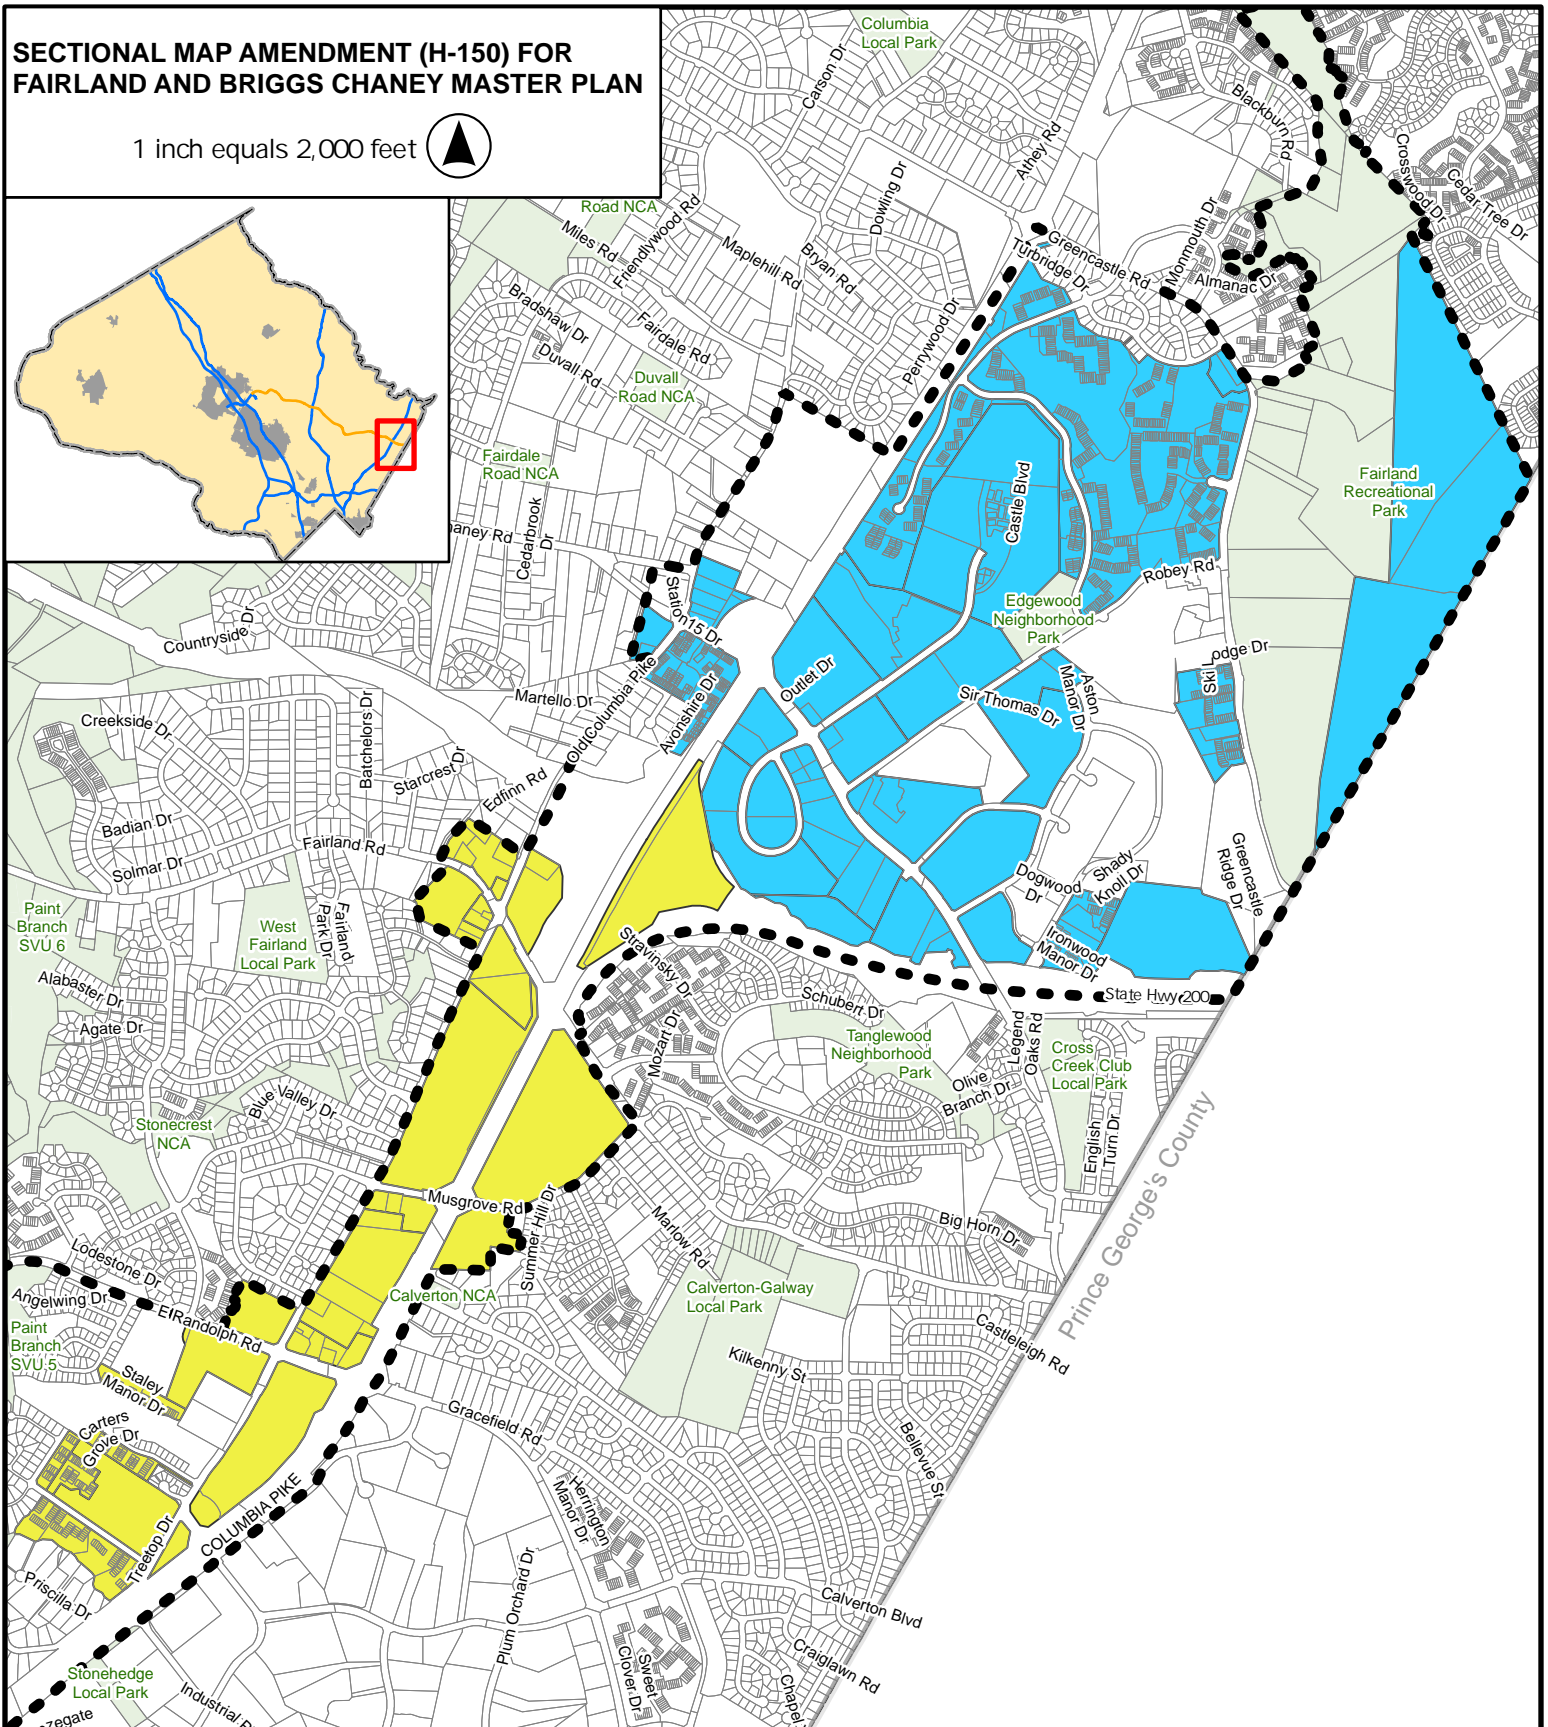 SECTIONAL MAP AMENDMENT (H-150) FOR
FAIRLAND AND BRIGGS CHANEY MASTER PLAN
1 inch equals 2,000 feet
Columbia
Local Park
Carson Dr
Athey Rd
Blackburn Rd
Crosswood Dr
Cedar Tree Dr
Road NCA
Miles Rd
Friendlywood Rd
Maplehill Rd
Bryan Rd
Dowling Dr
Greencastle Rd
Turbridge Dr
Monmouth Dr
Almanac Dr
Bradshaw Dr
Duvall Rd
Fairdale Rd
Perrywood Dr
Duvall
Road NCA
Fairdale
Road NCA
Castle Blvd
Fairland
Recreational
Park
haney Rd
Cedarbrook
Dr
Station 15 Dr
Robey Rd
Edgewood
Neighborhood
Park
Countryside Dr
Old Columbia Pike
Outlet Dr
Lodge Dr
Ski
Martello Dr
Avonshire Dr
Sir Thomas Dr
Aston
Manor Dr
Creekside Dr
Batchelors Dr
Starcrest Dr
Edfinn Rd
Badian Dr
Solmar Dr
Fairland Rd
Dogwood
Dr
Shady
Knoll Dr
Greencastle
Ridge Dr
Paint
Branch
SVU 6
West
Fairland
Local Park
Fairland
Park Dr
Stravinsky Dr
Ironwood
Manor Dr
State Hwy 200
Alabaster Dr
Agate Dr
Schubert Dr
Mozart Dr
Tanglewood
Neighborhood
Park
Legend
Oaks Rd
Cross
Creek Club
Local Park
Olive
Branch Dr
Blue Valley Dr
Stonecrest
NCA
English
Turn Dr
Prince George's County
Musgrove Rd
Summer Hill Dr
Marlow Rd
Big Horn Dr
Lodestone Dr
Angelwing Dr
E Randolph Rd
Calverton NCA
Calverton-Galway
Local Park
Castleigh Rd
Paint
Branch
SVU 5
Staley
Manor Dr
Kilkenny St
Carters
Grove Dr
Gracefield Rd
Bellevue St
Herrington
Manor Dr
COLUMBIA PIKE
Treetop Dr
Priscilla Dr
Plum Orchard Dr
Calverton Blvd
Craiglawn Rd
Stonehedge
Local Park
Industrial P
Sweet
Clover Dr
Chapel
zegate